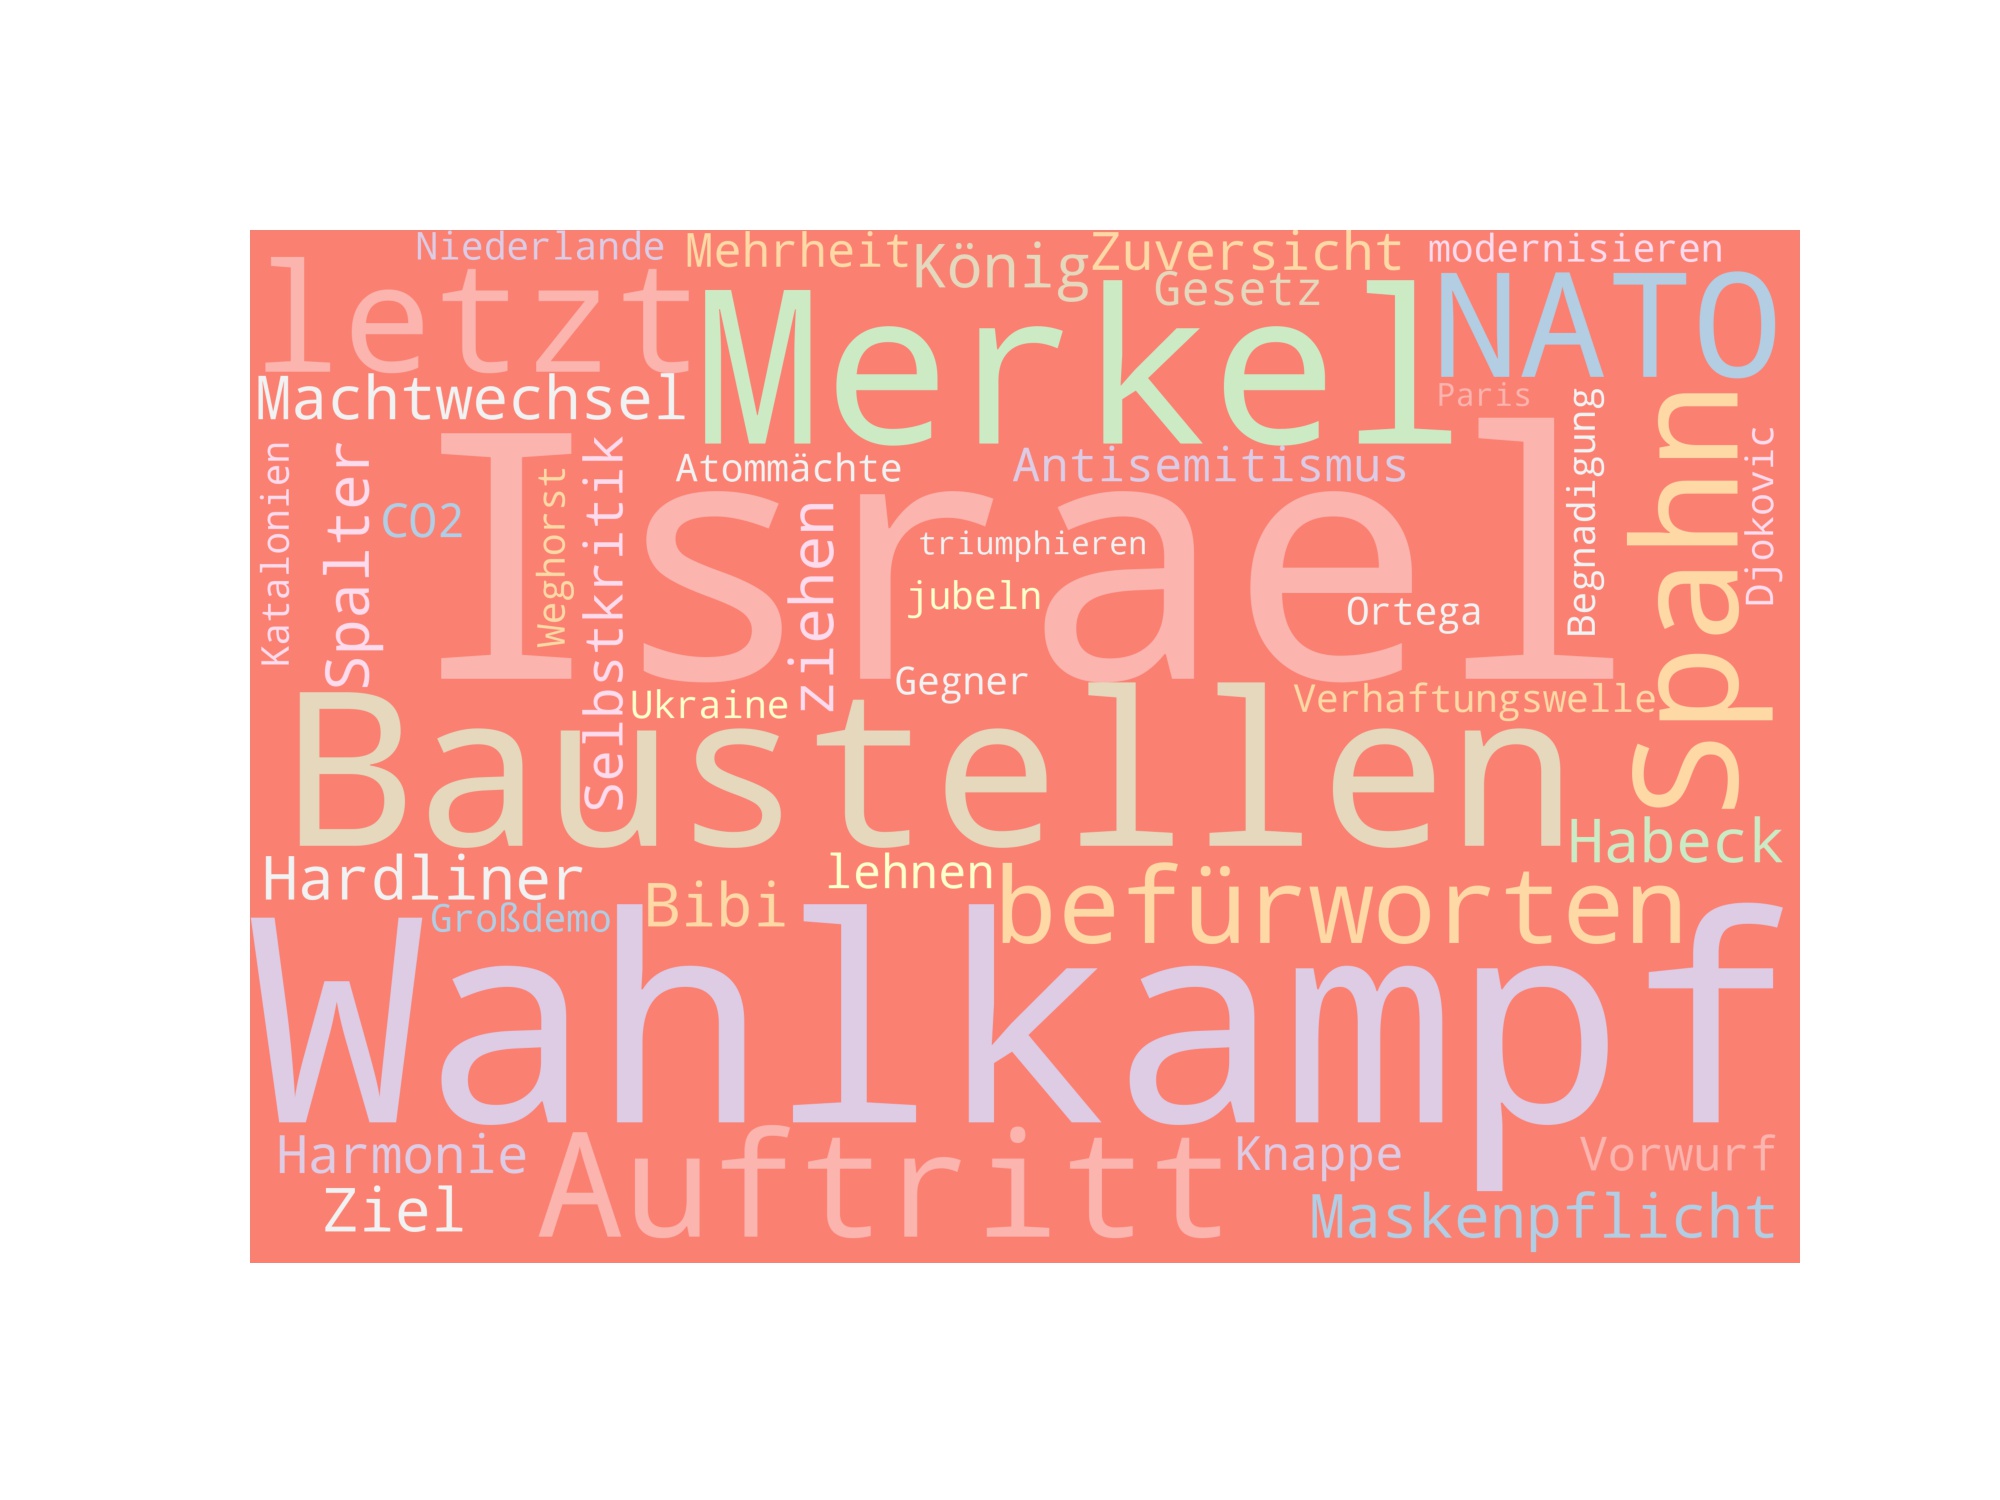 Niederlande
Mehrheit
König
Zuversicht
modernisieren
letzt
Merkel
Gesetz
NATO
Machtwechsel
Paris
Katalonien
Spalter
CO2
Weghorst
Selbstkritik
Atommächte
Antisemitismus
Israel
ziehen
triumphieren
jubeln
Ortega
Begnadigung
spahn
Djokovic
Gegner
Ukraine
Verhaftungswelle
Baustellen
Habeck
Hardliner
lehnen
Bibi
befürworten
Großdemo
Wahlkampf
Harmonie
Auftritt
Knappe
Vorwurf
Ziel
Maskenpflicht